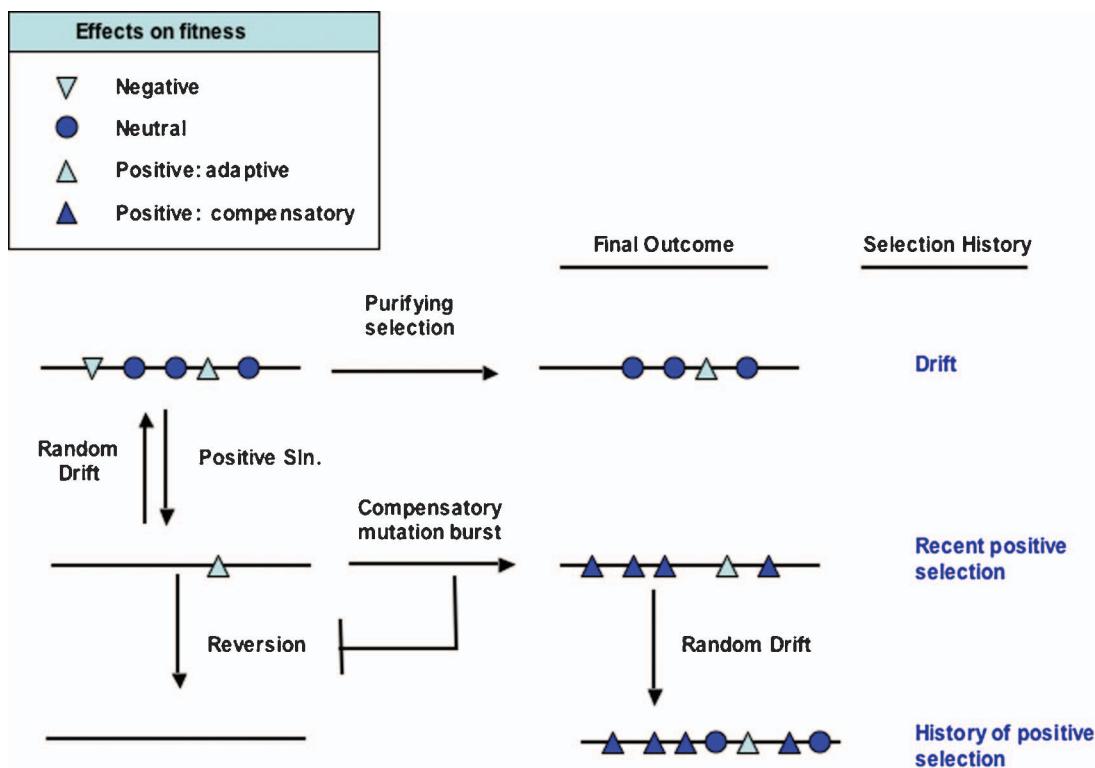 Effects on fitness
Negative
Neutral
Positive: adaptive
Positive: compensatory
Final Outcome
Selection History
Purifying
selection
Drift
Random
Drift
Positive Sln.
Compensatory
mutation burst
Recent positive
selection
Reversion
Random Drift
History of positive
selection